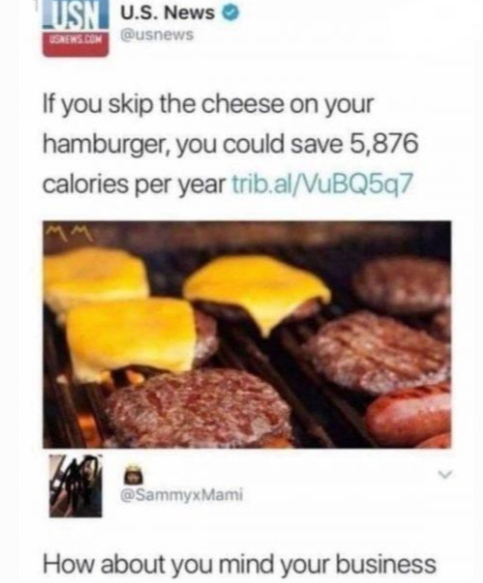 USN
USNEWS.COM
U.S. News
@usnews
If you skip the cheese on your
hamburger, you could save 5,876
calories per year trib.al/VuBQ5q7
@SammyxMami
How about you mind your business